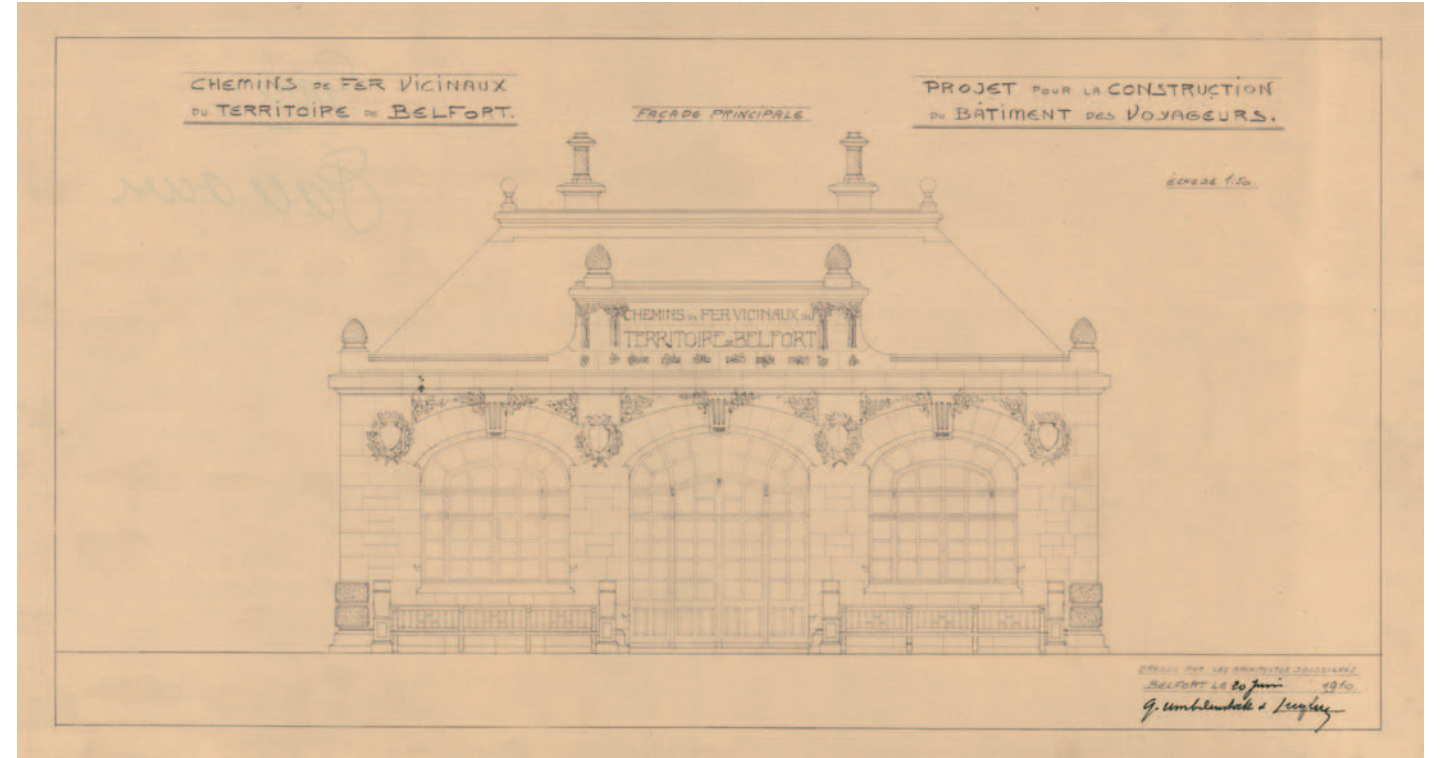 CHEMINS DE FER VICINAUX
DU TERRITOIRE DE BELFORT.
FAÇADE PRINCIPALE
PROJET POUR LA CONSTRUCTION
DU BÂTIMENT DES VOYAGEURS.
ÉCHELLE 1:50.
CHEMINS DE FER VICINAUX DU
TERRITOIRE DE BELFORT
DRESSÉ PAR LES ARCHITECTES SOUSSIGNÉS
BELFORT LE 20 Juin 1910.
G. Umbdenstock &